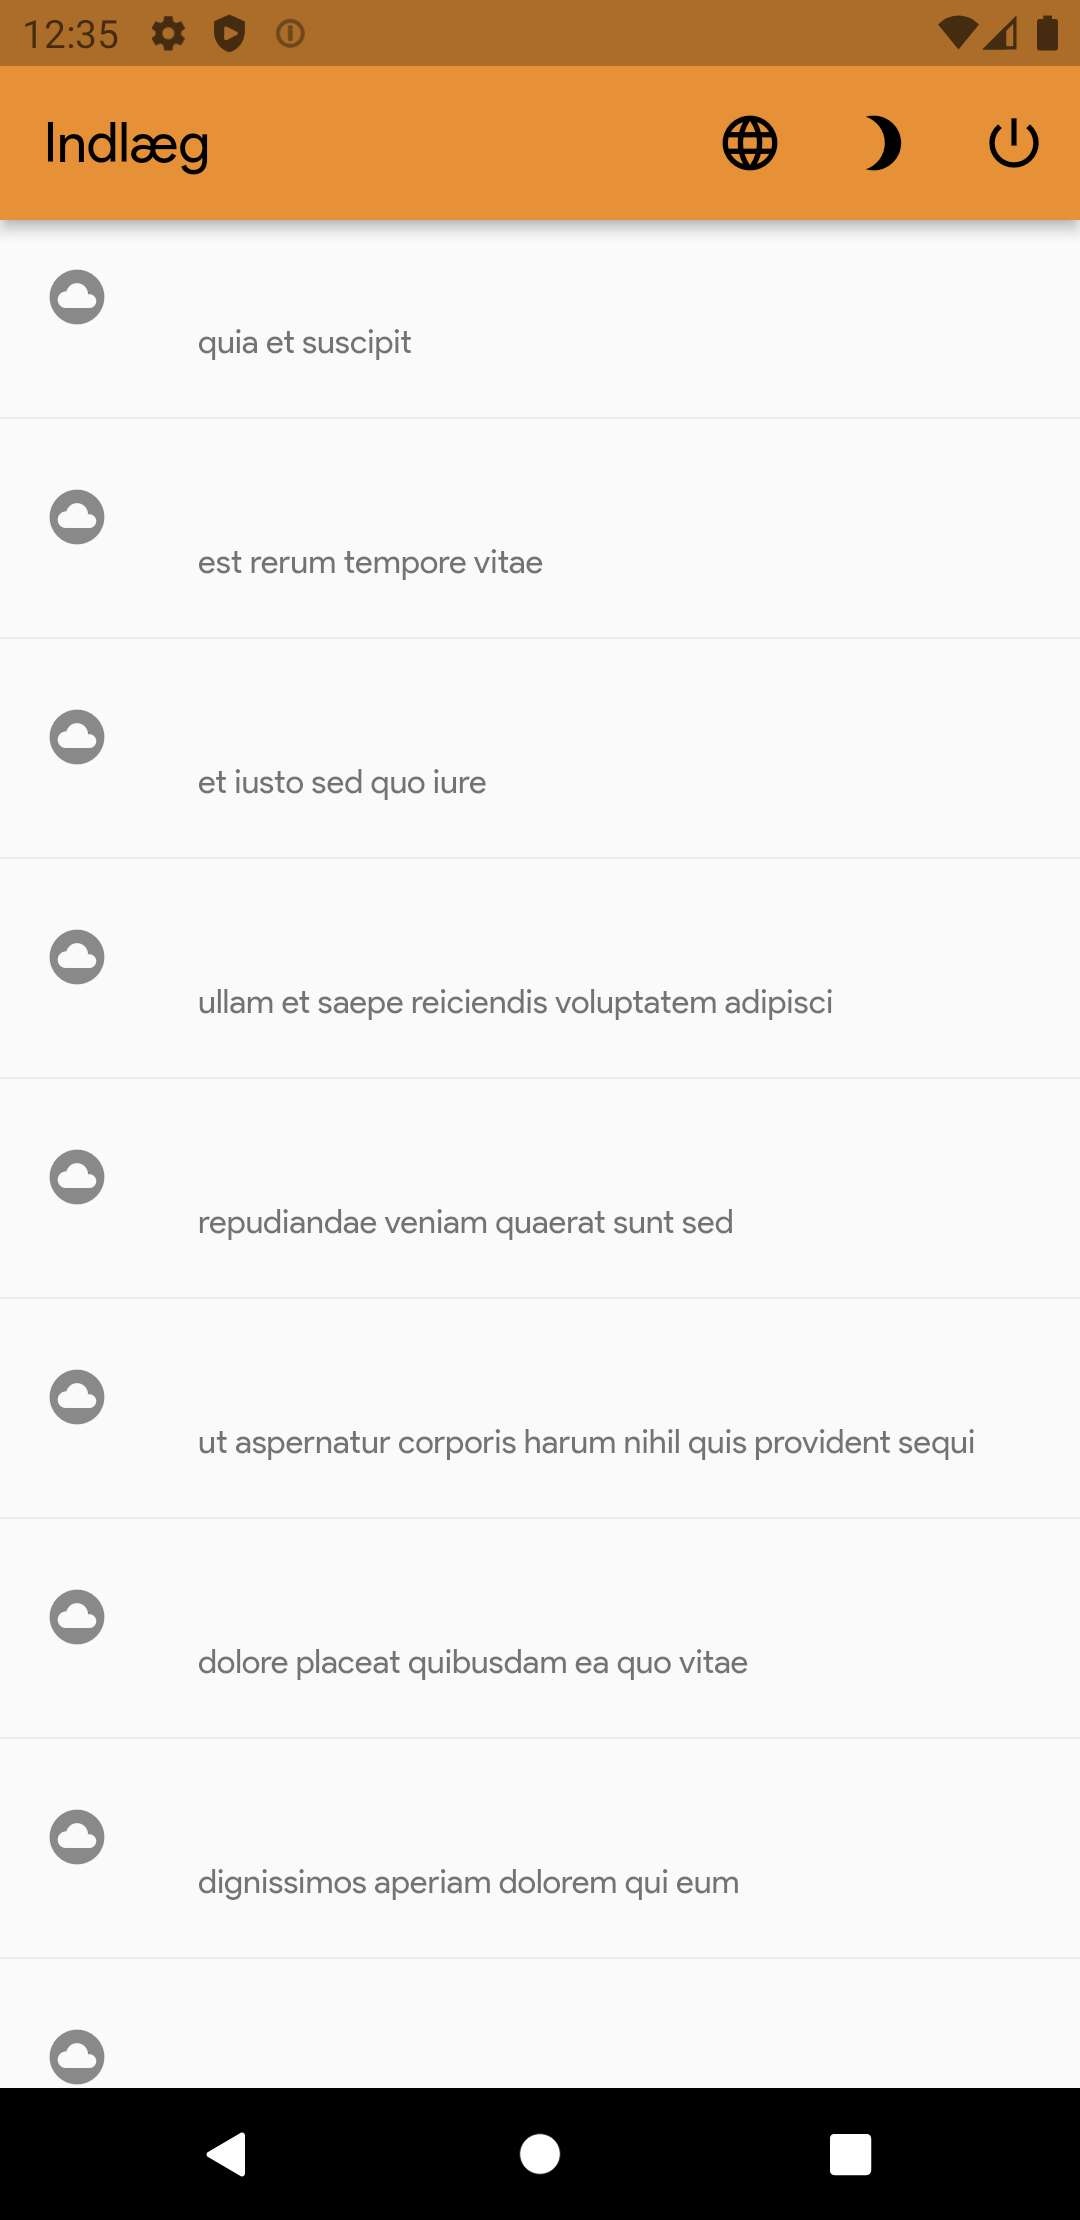 12:35
Indlæg
quia et suscipit
est rerum tempore vitae
et iusto sed quo iure
ullam et saepe reiciendis voluptatem adipisci
repudiandae veniam quaerat sunt sed
ut aspernatur corporis harum nihil quis provident sequi
dolore placeat quibusdam ea quo vitae
dignissimos aperiam dolorem qui eum